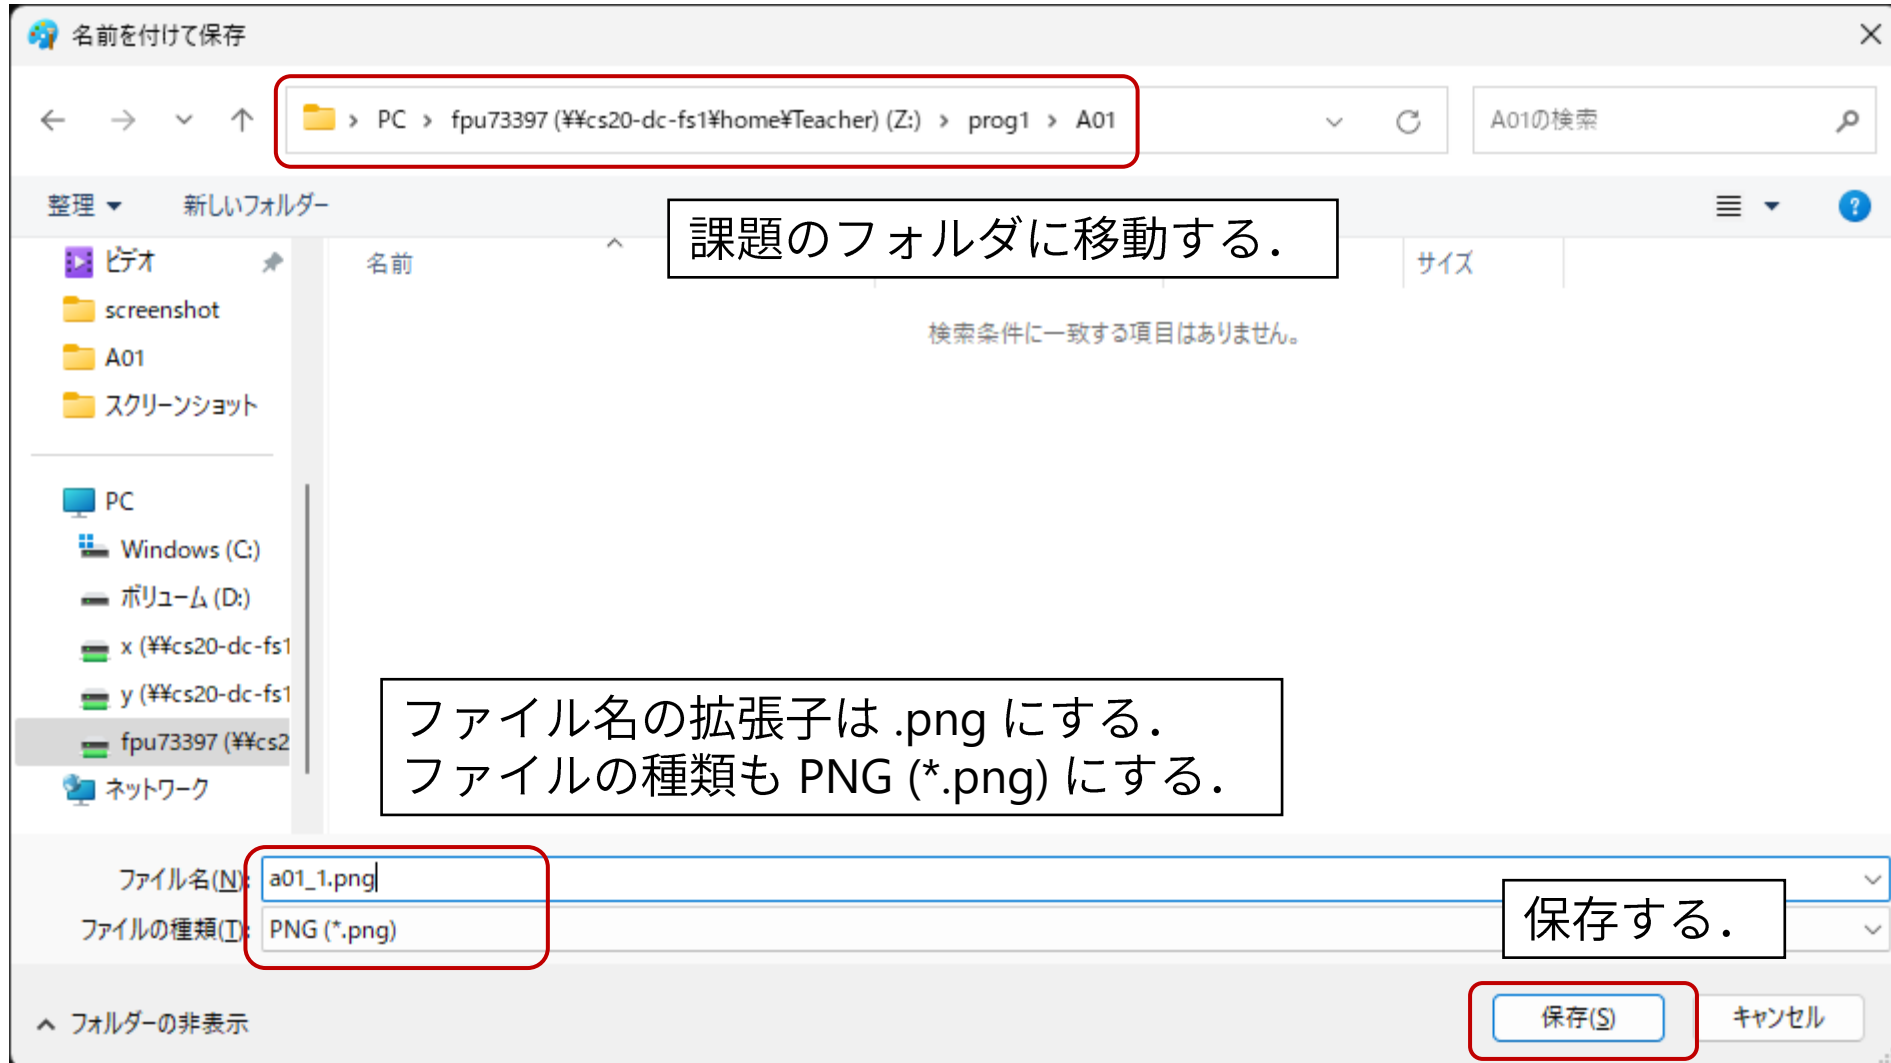 名前を付けて保存
PC › fpu73397 (¥¥cs20-dc-fs1¥home¥Teacher) (Z:) › prog1 › A01
A01の検索
整理
新しいフォルダー
課題のフォルダに移動する．
名前
サイズ
検索条件に一致する項目はありません。
ビデオ
screenshot
A01
スクリーンショット
PC
Windows (C:)
ボリューム (D:)
x (¥¥cs20-dc-fs1
y (¥¥cs20-dc-fs1
fpu73397 (¥¥cs2
ネットワーク
ファイル名の拡張子は .png にする．
ファイルの種類も PNG (*.png) にする．
ファイル名(N): a01_1.png
ファイルの種類(T): PNG (*.png)
保存する．
フォルダーの非表示
保存(S)
キャンセル